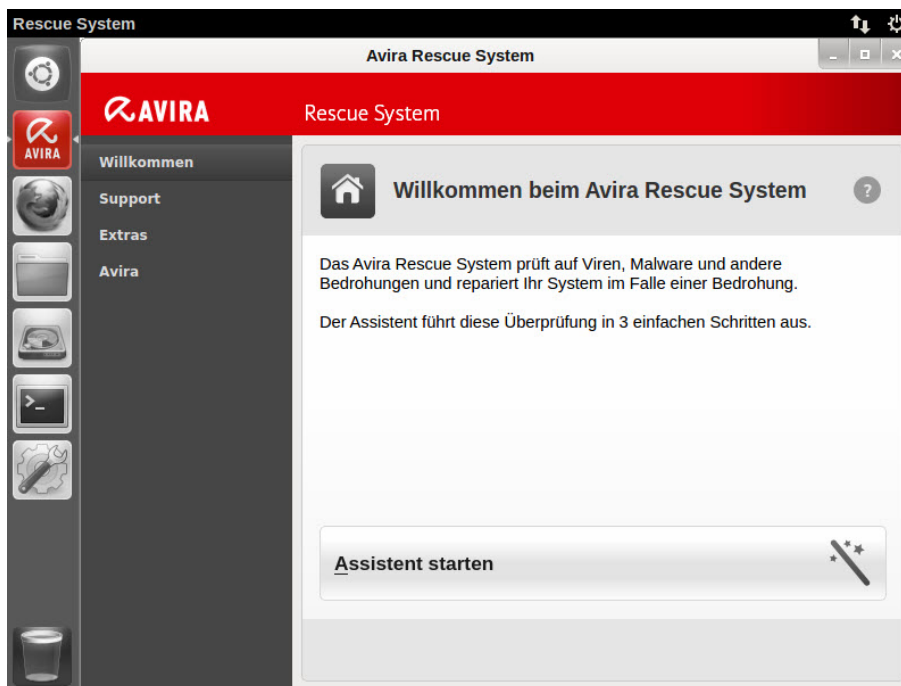 Rescue System
Avira Rescue System
AVIRA
Rescue System
AVIRA
Willkommen
Support
Extras
Avira
Willkommen beim Avira Rescue System
?
Das Avira Rescue System prüft auf Viren, Malware und andere
Bedrohungen und repariert Ihr System im Falle einer Bedrohung.
Der Assistent führt diese Überprüfung in 3 einfachen Schritten aus.
>_
Assistent starten